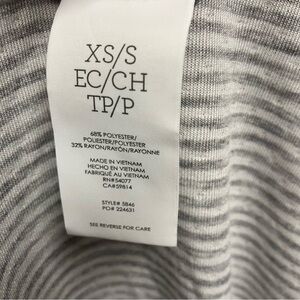 XS/S
EC/CH
TP/P
68% POLYESTER/
POLIESTER/POLYESTER
32% RAYON/RAYÓN/RAYONNE
MADE IN VIETNAM
HECHO EN VIETNAM
FABRIQUÉ AU VIETNAM
RN#54077
CA#59814
STYLE# 5846
PO# 224631
SEE REVERSE FOR CARE